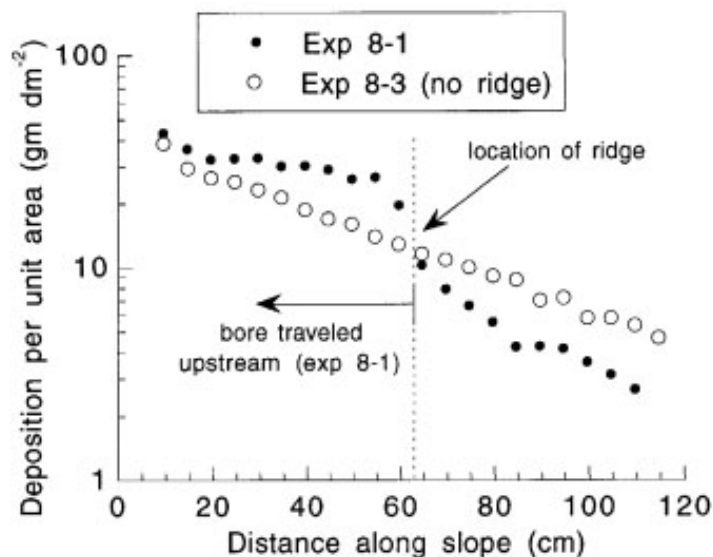 Exp 8-1
Exp 8-3 (no ridge)
100
10
1
Deposition per unit area (gm dm-2)
location of ridge
bore traveled
upstream (exp 8-1)
0
20
40
60
80
100
120
Distance along slope (cm)